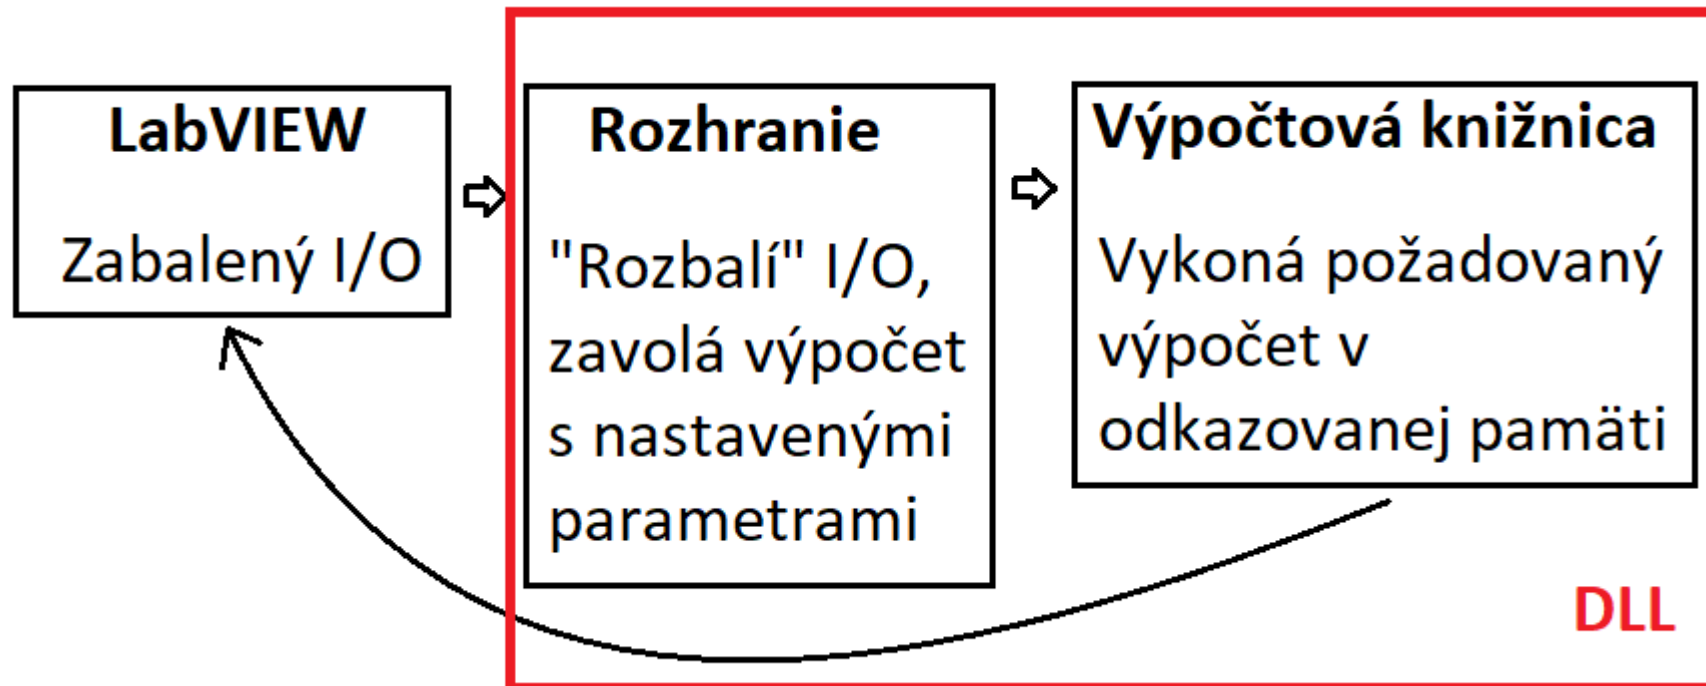 LabVIEW
Zabalený I/O
Rozhranie
"Rozbalí" I/O,
zavolá výpočet
s nastavenými
parametrami
Výpočtová knižnica
Vykoná požadovaný
výpočet v
odkazovanej pamäti
DLL